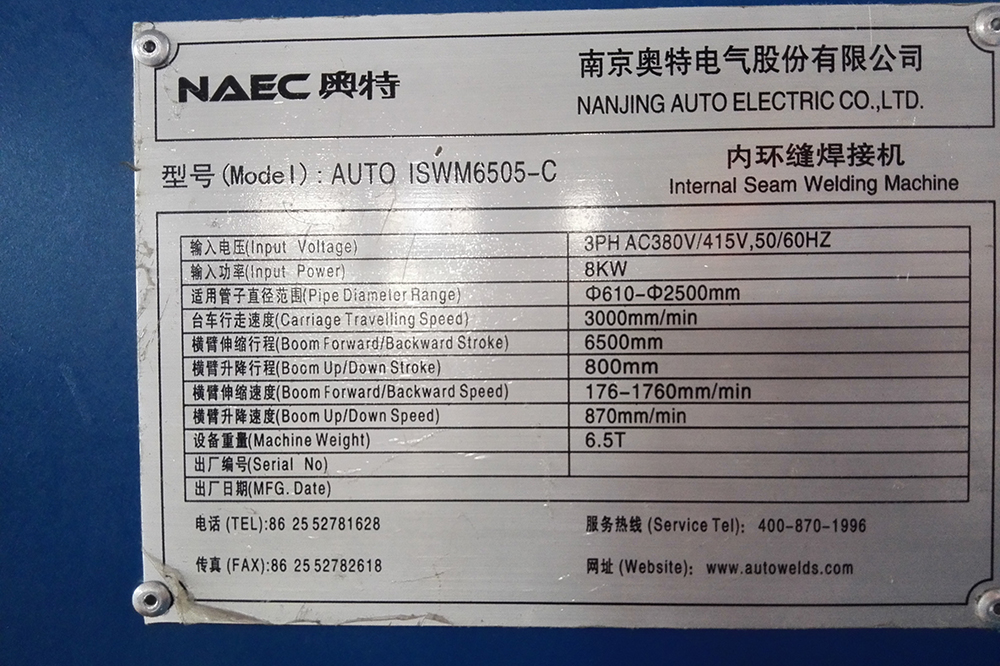 NAEC 奥特
南京奥特电气股份有限公司
NANJING AUTO ELECTRIC CO.,LTD.
型号(Model): AUTO ISWM6505-C
内环缝焊接机
Internal Seam Welding Machine
输入电压(Input Voltage) 3PH AC380V/415V,50/60HZ
输入功率(Input Power) 8KW
适用管子直径范围(Pipe Diameter Range) Φ610-Φ2500mm
台车行走速度(Carriage Travelling Speed) 3000mm/min
横臂伸缩行程(Boom Forward/Backward Stroke) 6500mm
横臂升降行程(Boom Up/Down Stroke) 800mm
横臂伸缩速度(Boom Forward/Backward Speed) 176-1760mm/min
横臂升降速度(Boom Up/Down Speed) 870mm/min
设备重量(Machine Weight) 6.5T
出厂编号(Serial No)
出厂日期(MFG. Date)
电话 (TEL):86 25 52781628 服务热线 (Service Tel): 400-870-1996
传真 (FAX):86 25 52782618 网址 (Website): www.autowelds.com